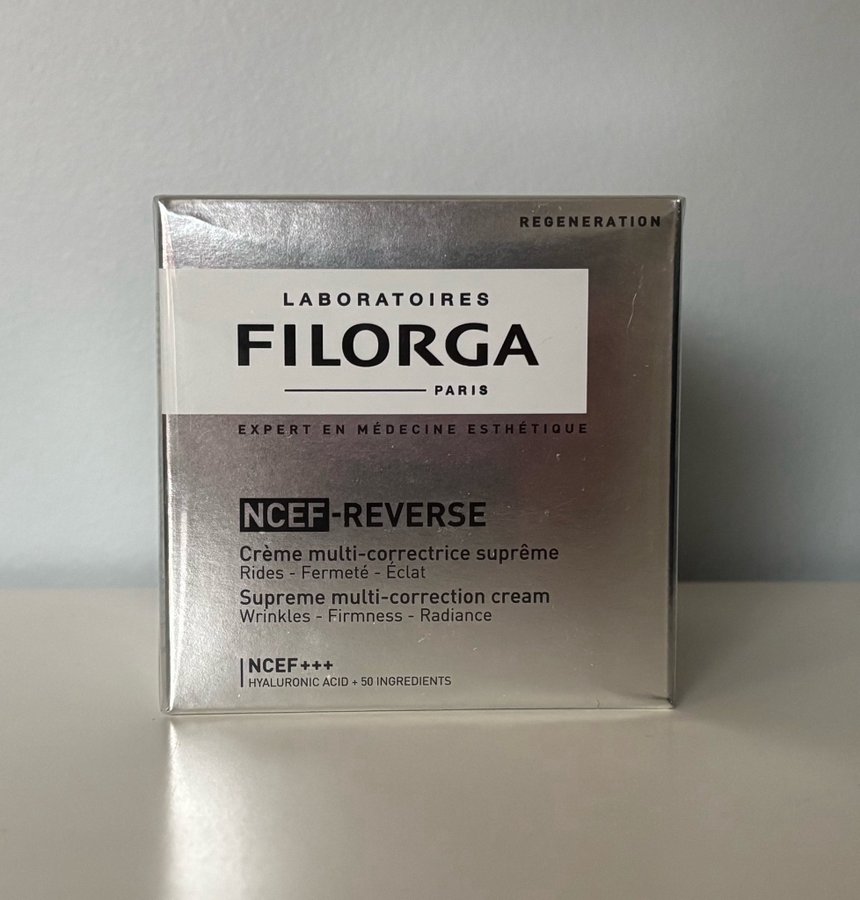 REGENERATION
LABORATOIRES
FILORGA
PARIS
EXPERT EN MÉDECINE ESTHÉTIQUE
NCEF-REVERSE
Crème multi-correctrice suprême
Rides - Fermeté - Éclat
Supreme multi-correction cream
Wrinkles - Firmness - Radiance
NCEF+++
HYALURONIC ACID + 50 INGREDIENTS